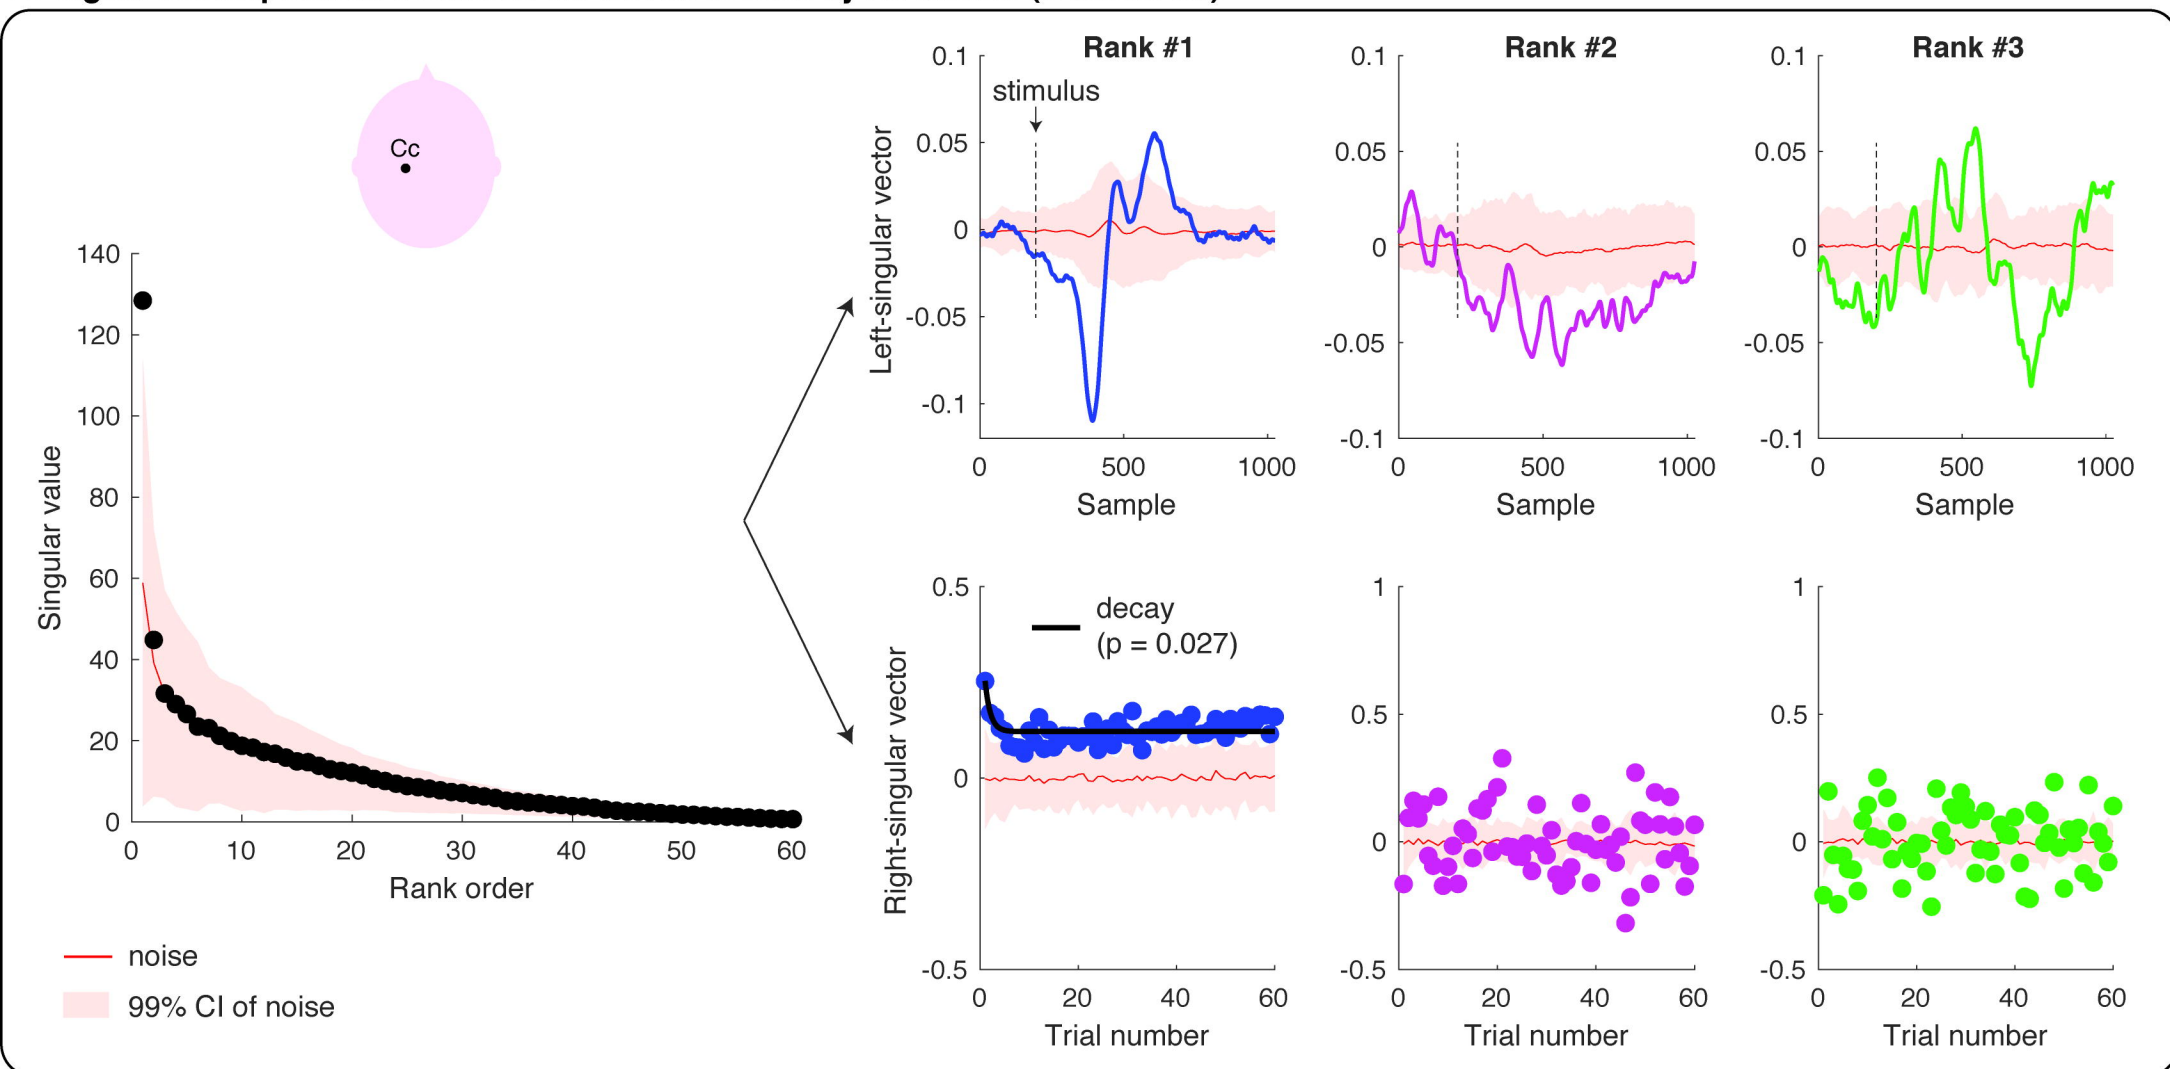 Cc
140
120
100
80
60
40
20
0
Singular value
0 10 20 30 40 50 60
Rank order
noise
99% CI of noise
Rank #1
stimulus
0.1
0.05
0
-0.05
-0.1
Left-singular vector
0 500 1000
Sample
Rank #2
0.1
0.05
0
-0.05
-0.1
0 500 1000
Sample
Rank #3
0.1
0.05
0
-0.05
-0.1
0 500 1000
Sample
decay
(p = 0.027)
0.5
0
-0.5
Right-singular vector
0 20 40 60
Trial number
1
0.5
0
-0.5
0 20 40 60
Trial number
1
0.5
0
-0.5
0 20 40 60
Trial number